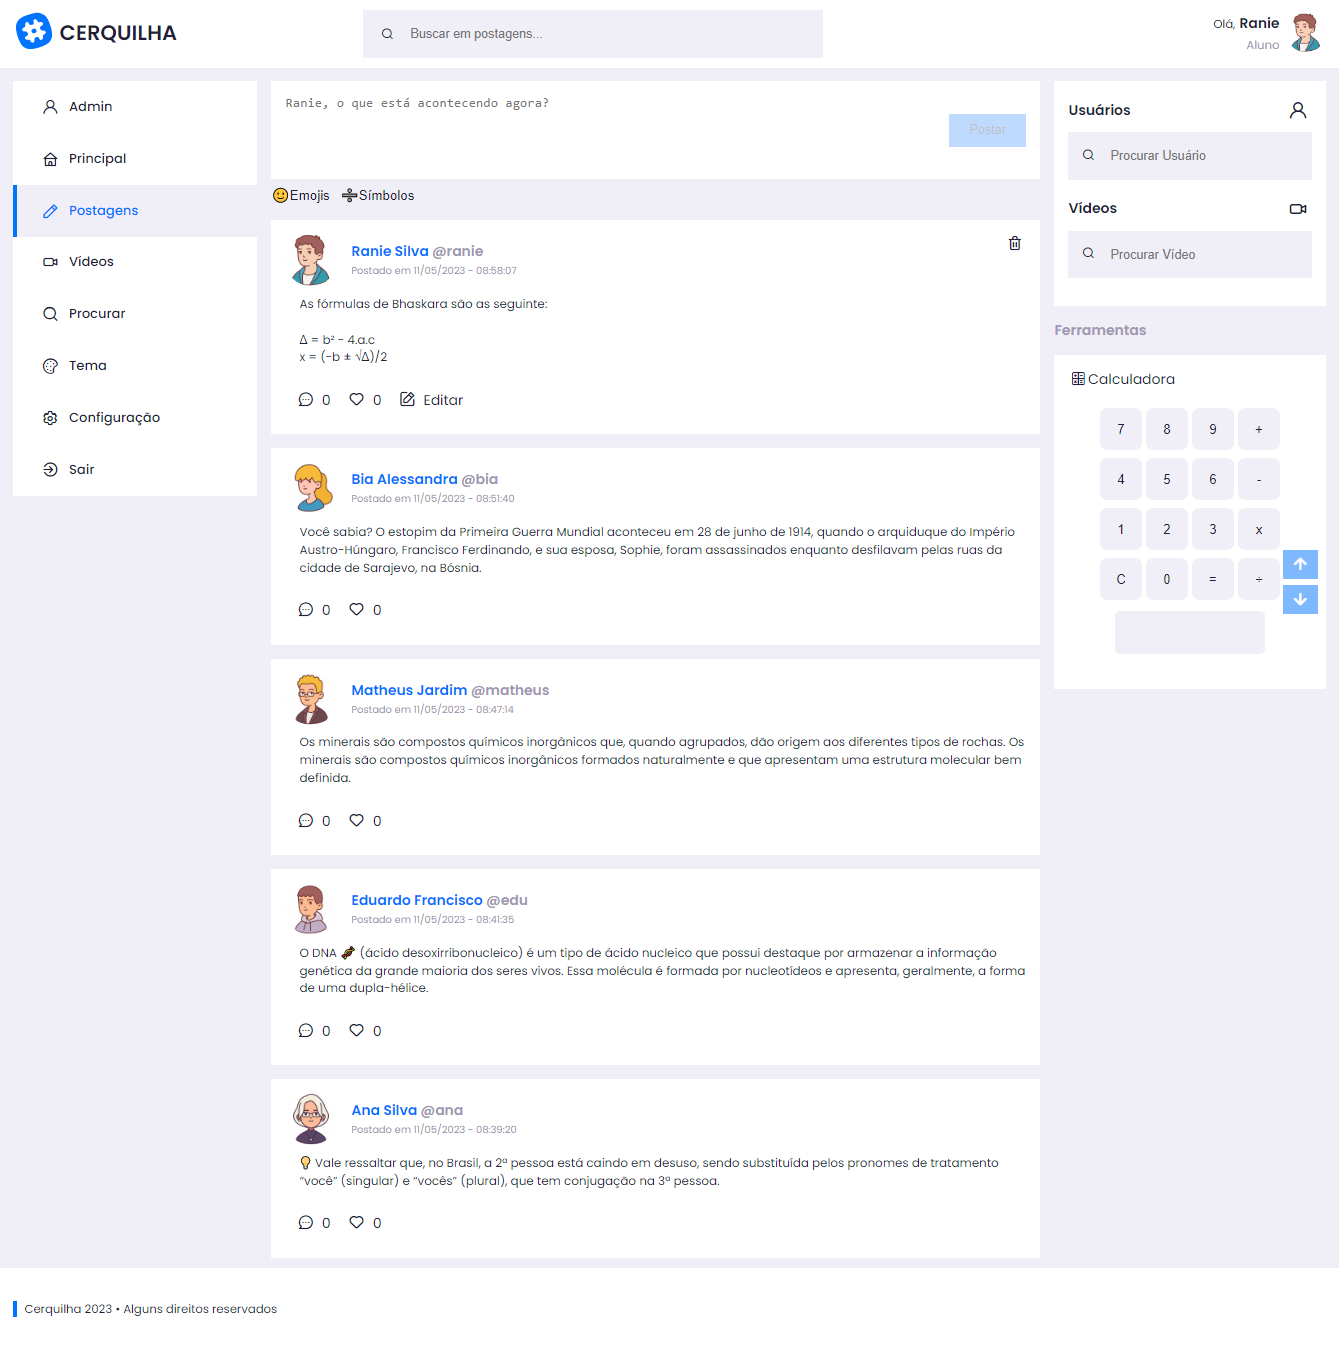 CERQUILHA
Buscar em postagens...
Olá, Ranie
Aluno
Admin
Principal
Postagens
Vídeos
Procurar
Tema
Configuração
Sair
Ranie, o que está acontecendo agora?
Postar
Emojis
Símbolos
Ranie Silva @ranie
Postado em 11/05/2023 - 08:58:07
As fórmulas de Bhaskara são as seguinte:
Δ = b² - 4.a.c
x = (-b ± √Δ)/2
0
0
Editar
Bia Alessandra @bia
Postado em 11/05/2023 - 08:51:40
Você sabia? O estopim da Primeira Guerra Mundial aconteceu em 28 de junho de 1914, quando o arquiduque do Império
Austro-Húngaro, Francisco Ferdinando, e sua esposa, Sophie, foram assassinados enquanto desfilavam pelas ruas da
cidade de Sarajevo, na Bósnia.
0
0
Matheus Jardim @matheus
Postado em 11/05/2023 - 08:47:14
Os minerais são compostos químicos inorgânicos que, quando agrupados, dão origem aos diferentes tipos de rochas. Os
minerais são compostos químicos inorgânicos formados naturalmente e que apresentam uma estrutura molecular bem
definida.
0
0
Eduardo Francisco @edu
Postado em 11/05/2023 - 08:41:35
O DNA 🧬 (ácido desoxirribonucleico) é um tipo de ácido nucleico que possui destaque por armazenar a informação
genética da grande maioria dos seres vivos. Essa molécula é formada por nucleotídeos e apresenta, geralmente, a forma
de uma dupla-hélice.
0
0
Ana Silva @ana
Postado em 11/05/2023 - 08:39:20
💡 Vale ressaltar que, no Brasil, a 2ª pessoa está caindo em desuso, sendo substituída pelos pronomes de tratamento
“você” (singular) e “vocês” (plural), que tem conjugação na 3ª pessoa.
0
0
Usuários
Procurar Usuário
Vídeos
Procurar Vídeo
Ferramentas
Calculadora
7 8 9 +
4 5 6 -
1 2 3 x
C 0 = ÷
Cerquilha 2023 • Alguns direitos reservados